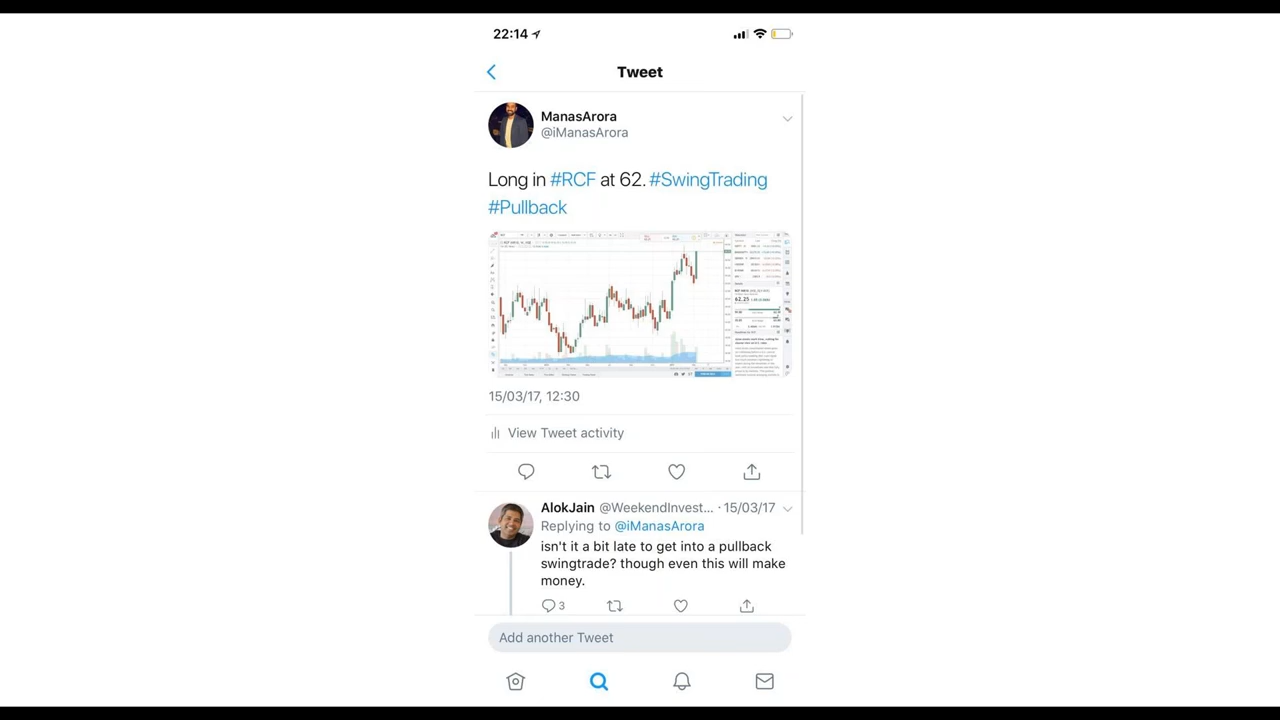 22:14
Tweet
ManasArora
@iManasArora
Long in #RCF at 62. #SwingTrading
#Pullback
62.25
15/03/17, 12:30
View Tweet activity
AlokJain @WeekendInvest... · 15/03/17
Replying to @iManasArora
isn't it a bit late to get into a pullback
swingtrade? though even this will make
money.
3
Add another Tweet